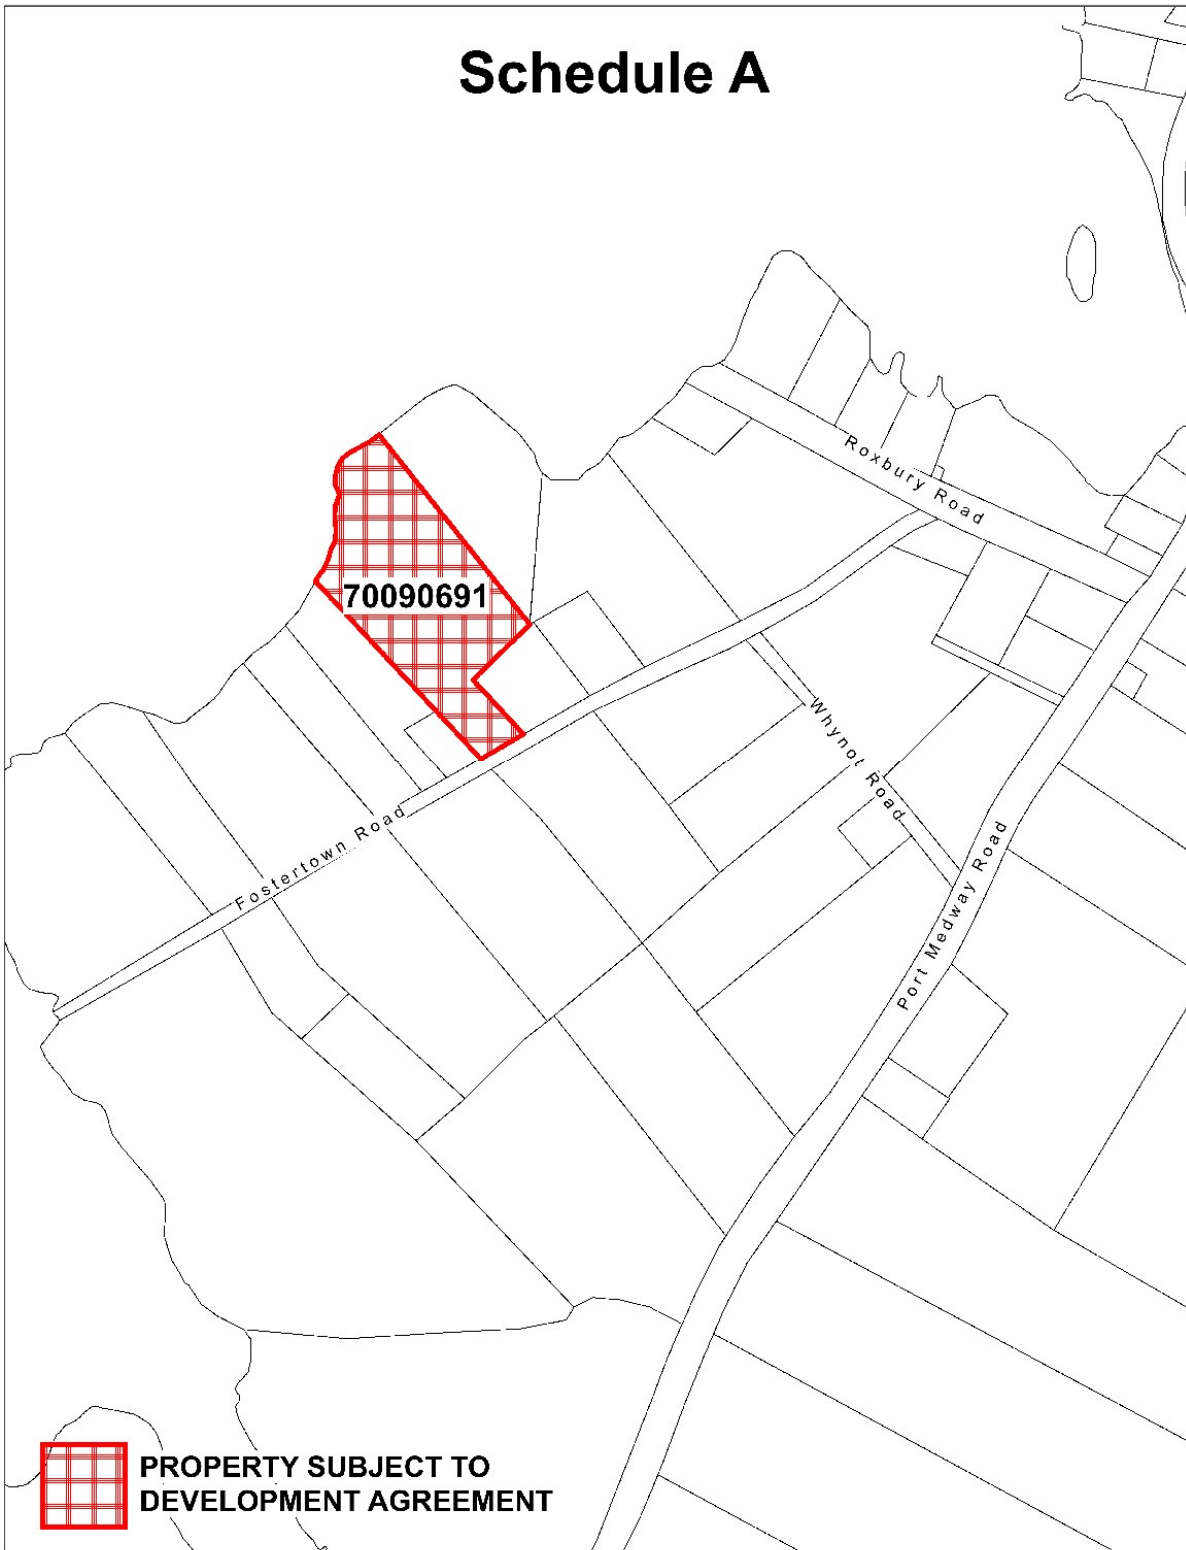 Schedule A
Roxbury Road
70090691
Whynot Road
Fostertown Road
Port Medway Road
PROPERTY SUBJECT TO
DEVELOPMENT AGREEMENT